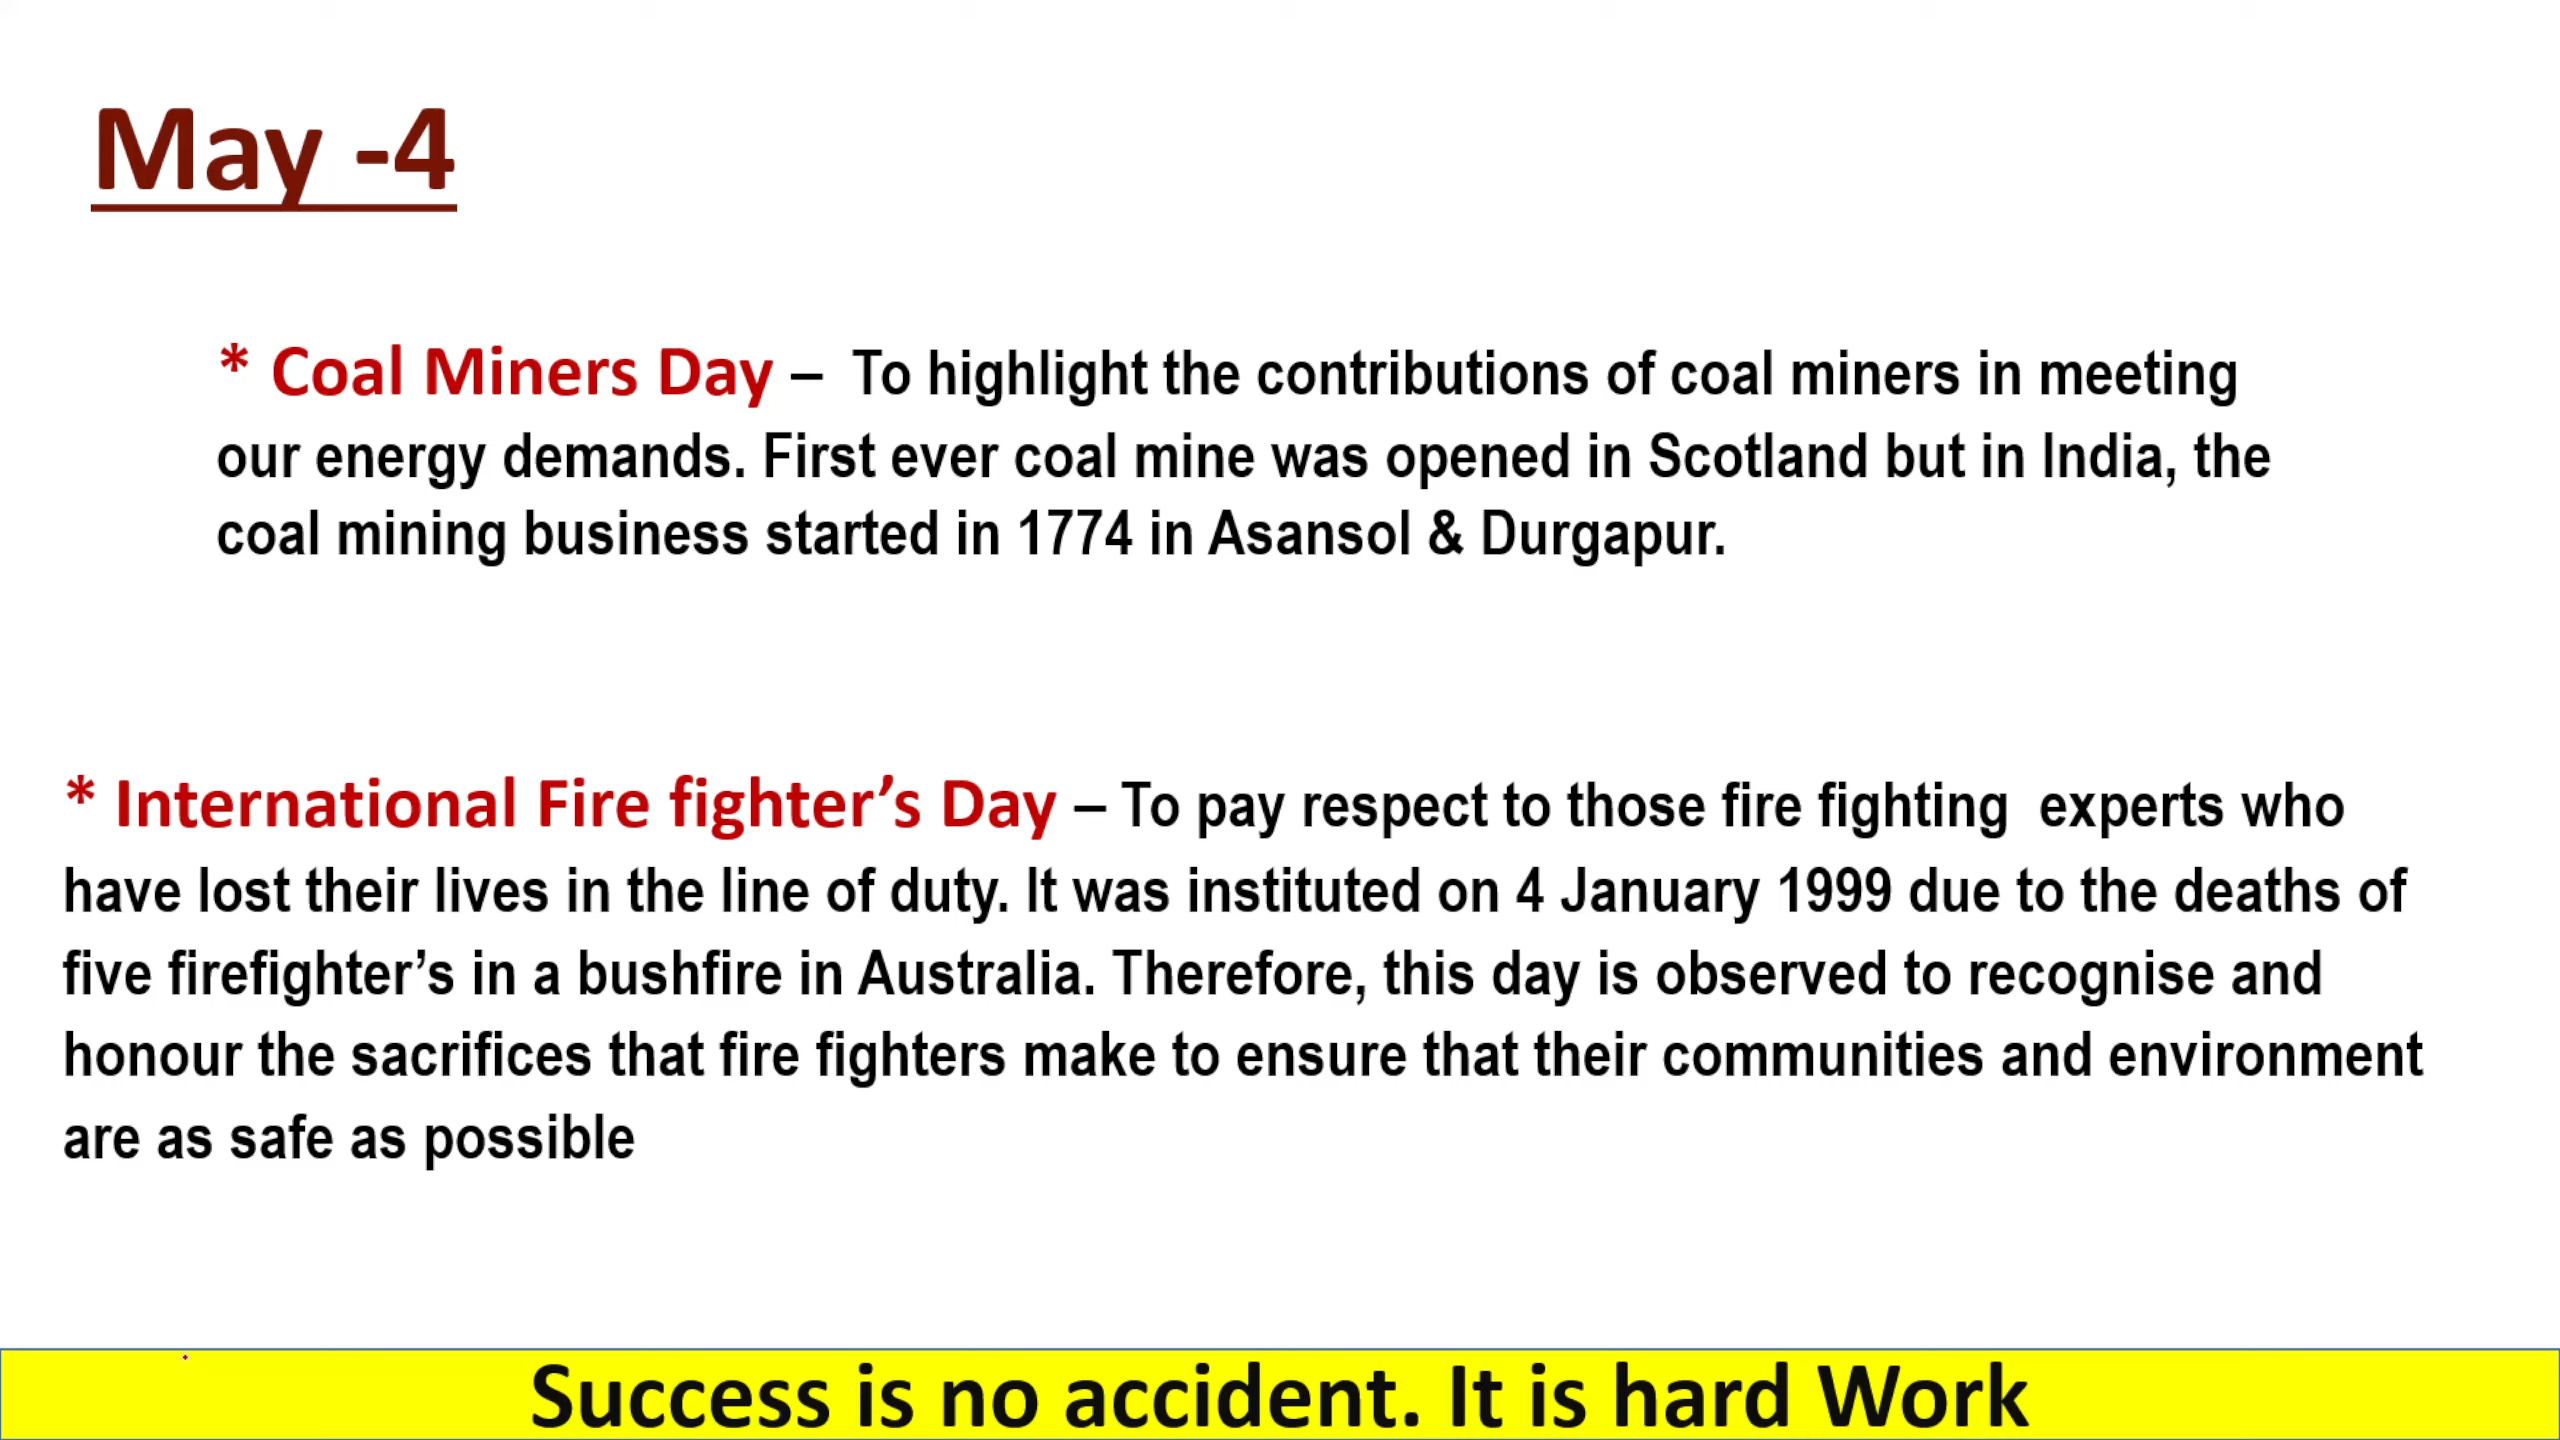 May -4
* Coal Miners Day – To highlight the contributions of coal miners in meeting
our energy demands. First ever coal mine was opened in Scotland but in India, the
coal mining business started in 1774 in Asansol & Durgapur.
* International Fire fighter’s Day – To pay respect to those fire fighting experts who
have lost their lives in the line of duty. It was instituted on 4 January 1999 due to the deaths of
five firefighter’s in a bushfire in Australia. Therefore, this day is observed to recognise and
honour the sacrifices that fire fighters make to ensure that their communities and environment
are as safe as possible
Success is no accident. It is hard Work